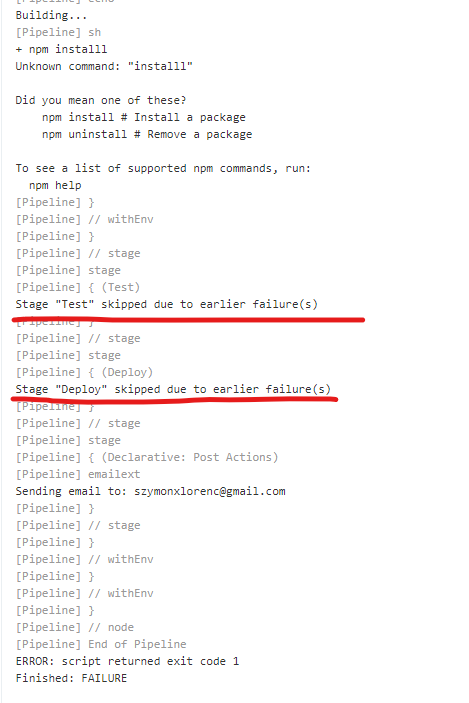 [Pipeline] echo
Building...
[Pipeline] sh
+ npm installl
Unknown command: "installl"
Did you mean one of these?
npm install # Install a package
npm uninstall # Remove a package
To see a list of supported npm commands, run:
npm help
[Pipeline] }
[Pipeline] // withEnv
[Pipeline] }
[Pipeline] // stage
[Pipeline] stage
[Pipeline] { (Test)
Stage "Test" skipped due to earlier failure(s)
[Pipeline] }
[Pipeline] // stage
[Pipeline] stage
[Pipeline] { (Deploy)
Stage "Deploy" skipped due to earlier failure(s)
[Pipeline] }
[Pipeline] // stage
[Pipeline] stage
[Pipeline] { (Declarative: Post Actions)
[Pipeline] emailext
Sending email to: szymonxlorenc@gmail.com
[Pipeline] }
[Pipeline] // stage
[Pipeline] }
[Pipeline] // withEnv
[Pipeline] }
[Pipeline] // withEnv
[Pipeline] }
[Pipeline] // node
[Pipeline] End of Pipeline
ERROR: script returned exit code 1
Finished: FAILURE